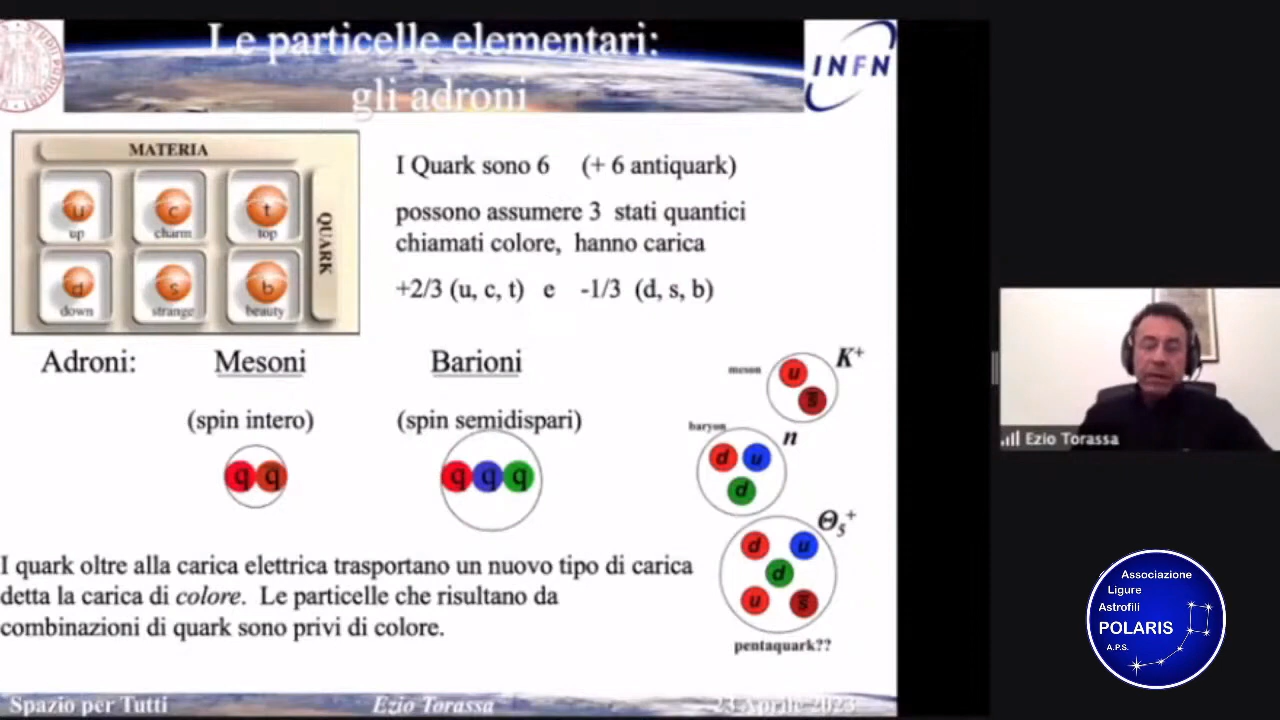 Le particelle elementari:
gli adroni
INFN
MATERIA
u
c
t
up
charm
top
QUARK
d
s
b
down
strange
beauty
I Quark sono 6 (+ 6 antiquark)
possono assumere 3 stati quantici
chiamati colore, hanno carica
+2/3 (u, c, t) e -1/3 (d, s, b)
Adroni: Mesoni Barioni
(spin intero) (spin semidispari)
q q
q q q
meson
K+
u
s̅
baryon
n
d u
d
Θ5+
d u
d
u s̅
pentaquark??
I quark oltre alla carica elettrica trasportano un nuovo tipo di carica
detta la carica di colore. Le particelle che risultano da
combinazioni di quark sono privi di colore.
Spazio per Tutti Ezio Torassa 23 Aprile 2023
Ezio Torassa
Associazione
Ligure
Astrofili
POLARIS
A.P.S.